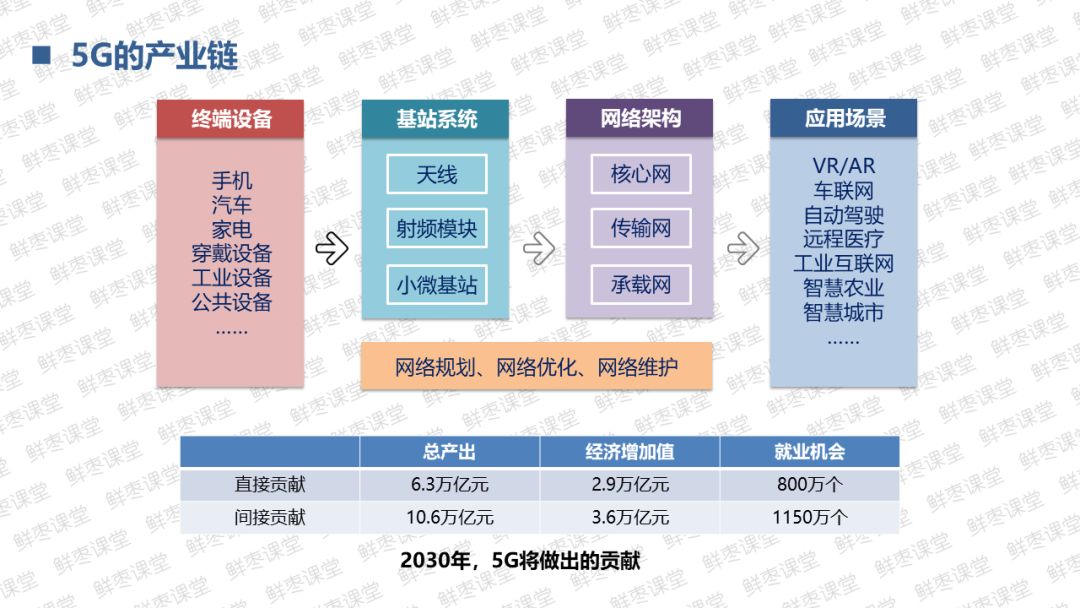 5G的产业链
终端设备
手机
汽车
家电
穿戴设备
工业设备
公共设备
......
基站系统
天线
射频模块
小微基站
网络架构
核心网
传输网
承载网
应用场景
VR/AR
车联网
自动驾驶
远程医疗
工业互联网
智慧农业
智慧城市
......
网络规划、网络优化、网络维护
总产出 经济增加值 就业机会
直接贡献 6.3万亿元 2.9万亿元 800万个
间接贡献 10.6万亿元 3.6万亿元 1150万个
2030年，5G将做出的贡献
鲜枣课堂